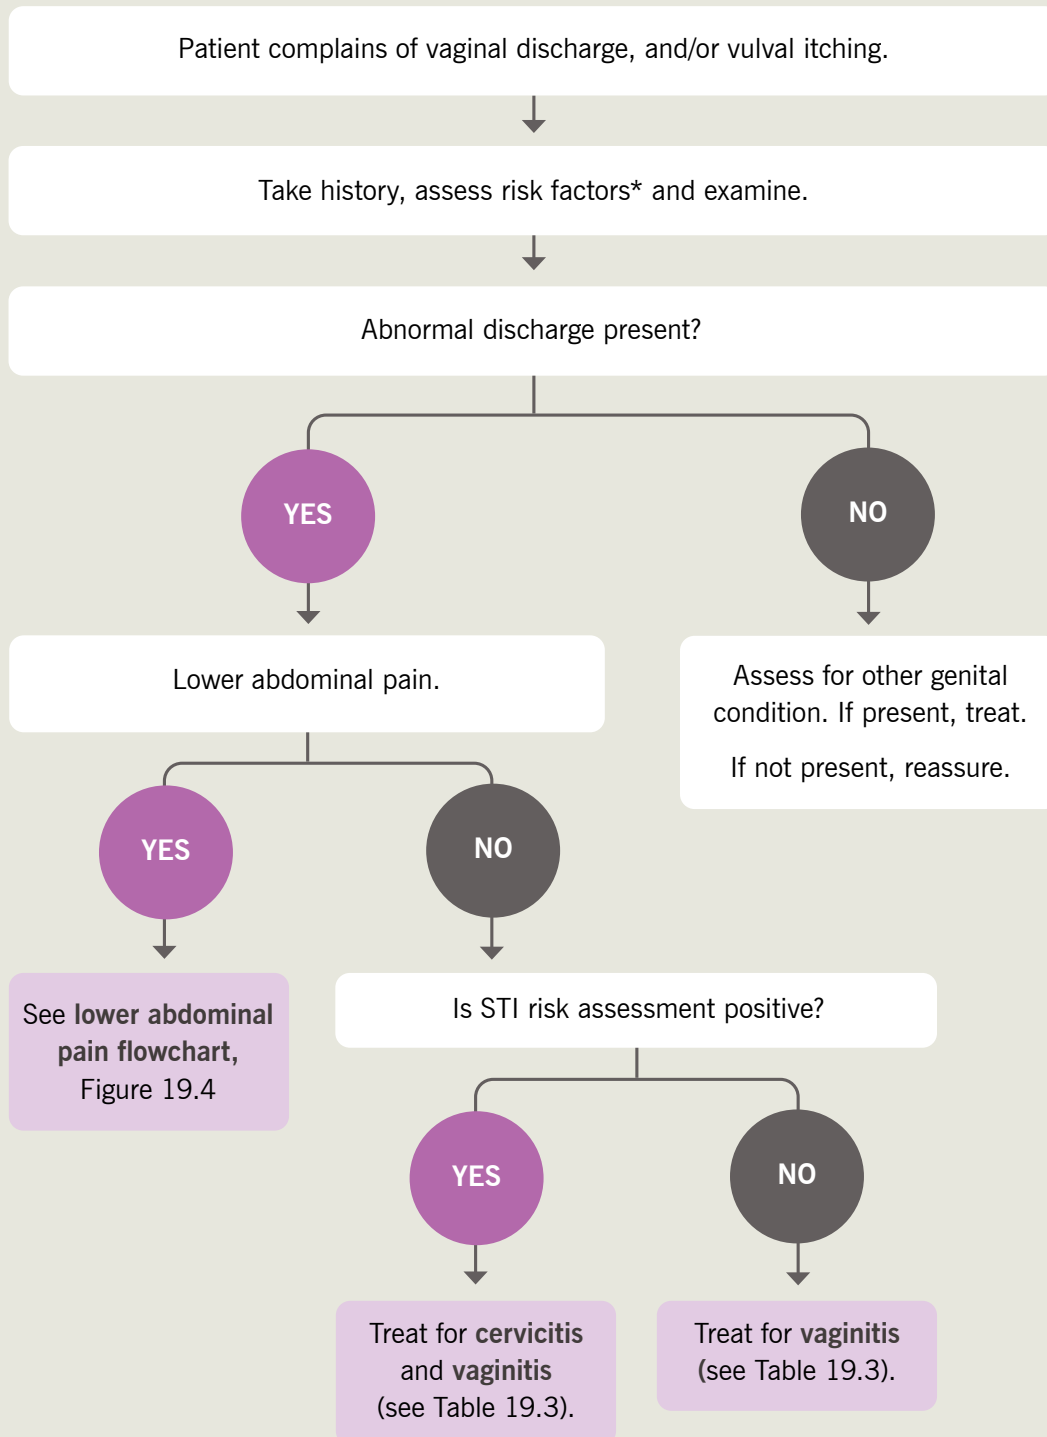 Patient complains of vaginal discharge, and/or vulval itching.
Take history, assess risk factors* and examine.
Abnormal discharge present?
YES
NO
Lower abdominal pain.
Assess for other genital
condition. If present, treat.
If not present, reassure.
YES
NO
See lower abdominal
pain flowchart,
Figure 19.4
Is STI risk assessment positive?
YES
NO
Treat for cervicitis
and vaginitis
(see Table 19.3).
Treat for vaginitis
(see Table 19.3).